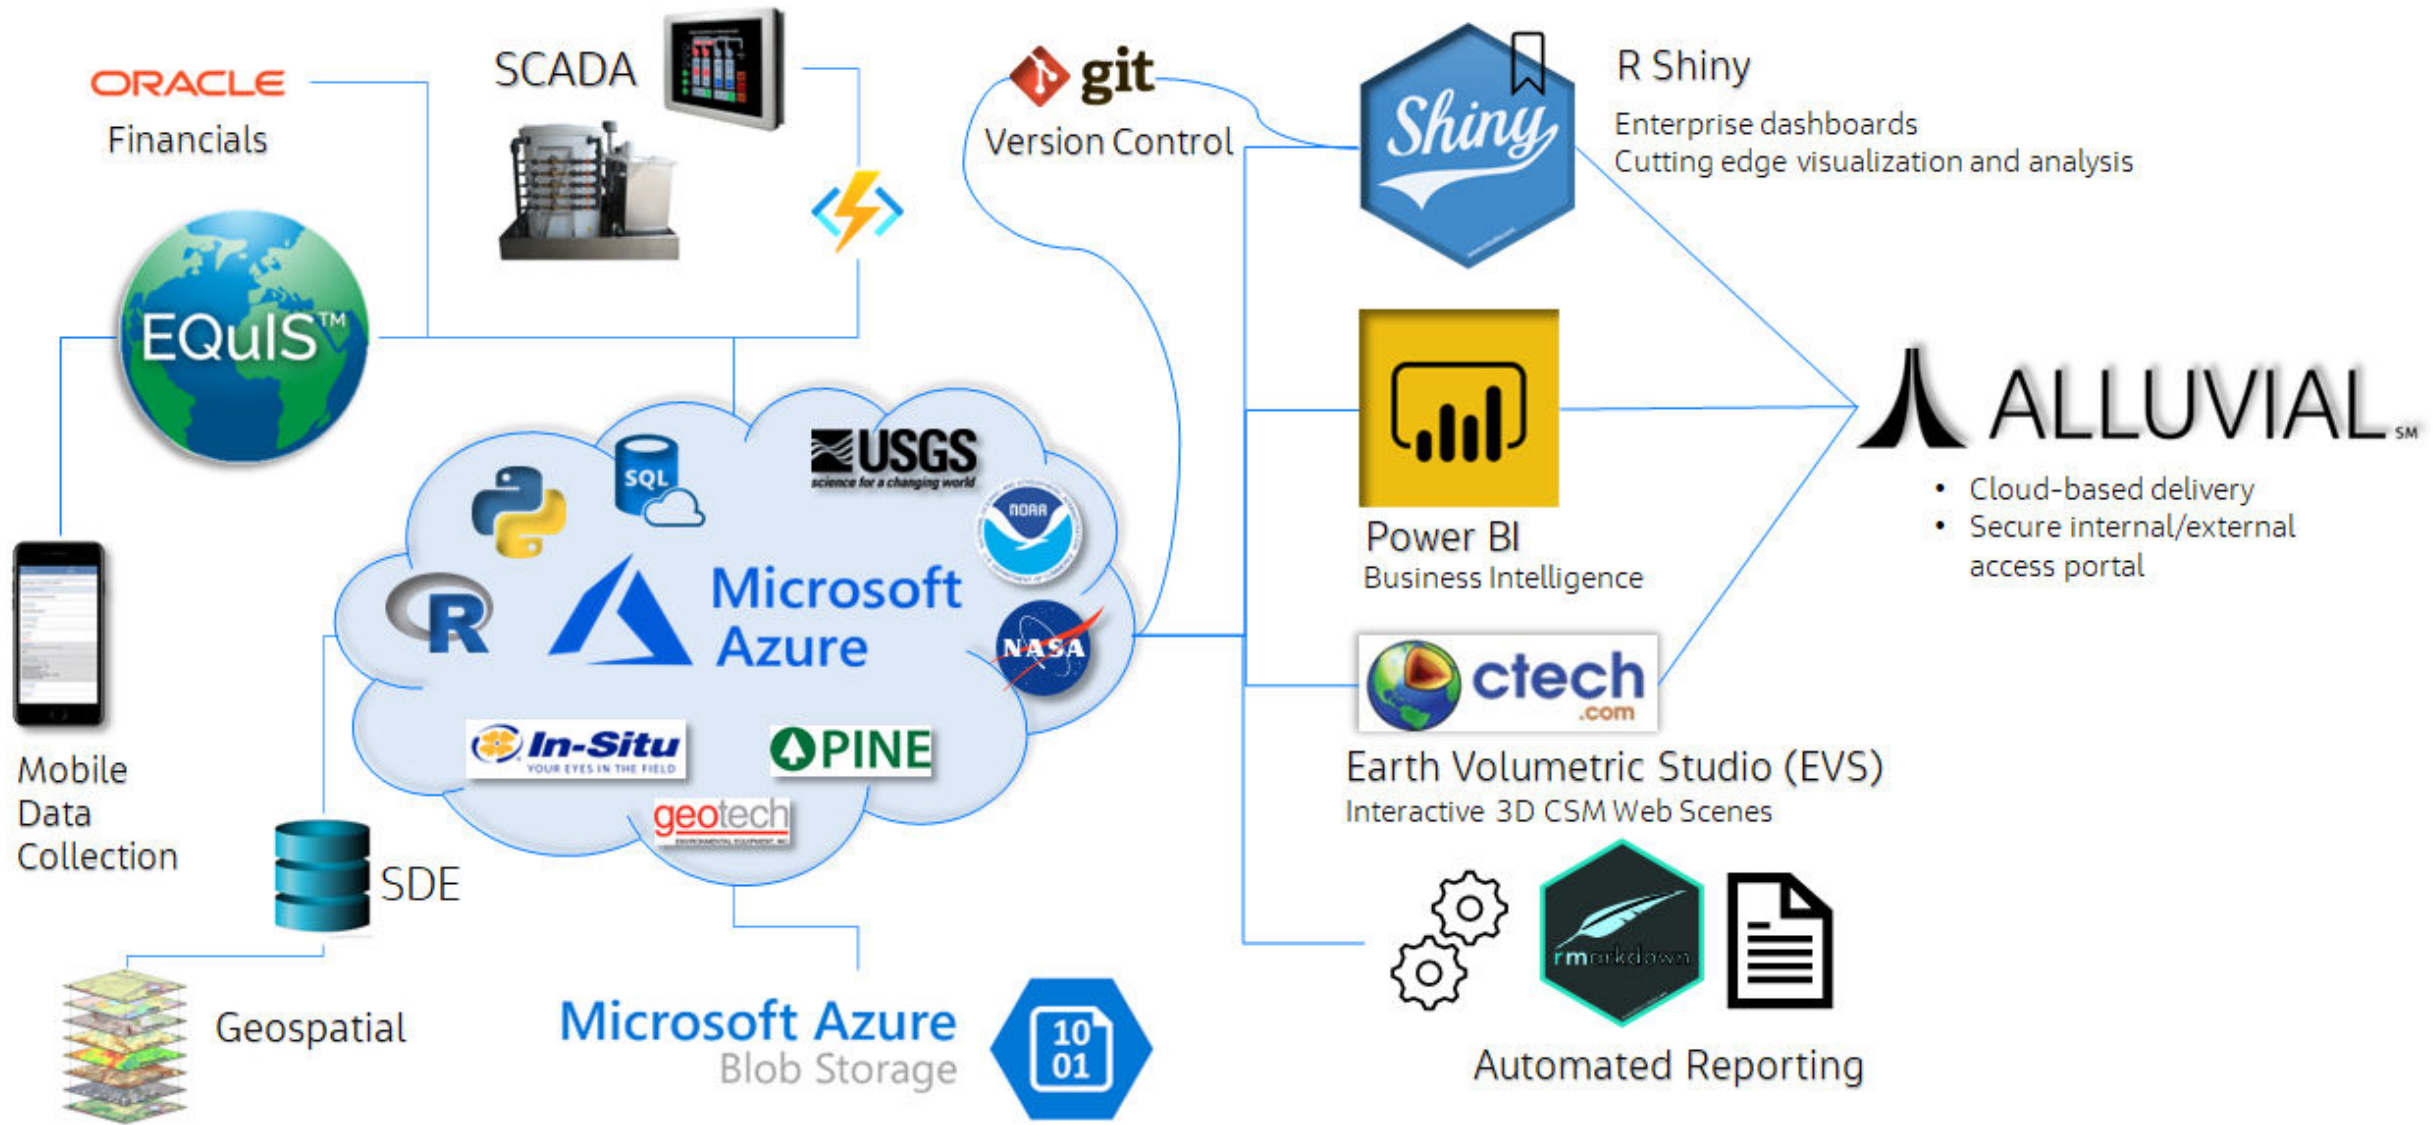 ORACLE
Financials
SCADA
git
Version Control
Shiny
R Shiny
Enterprise dashboards
Cutting edge visualization and analysis
EQuIS™
SQL
USGS
science for a changing world
NOAA
R
Microsoft
Azure
NASA
In-Situ
YOUR EYES IN THE FIELD
PINE
geotech
ENVIRONMENTAL EQUIPMENT, INC
Mobile
Data
Collection
SDE
Geospatial
Microsoft Azure
Blob Storage
10
01
Power BI
Business Intelligence
ctech
.com
Earth Volumetric Studio (EVS)
Interactive 3D CSM Web Scenes
rmarkdown
Automated Reporting
ALLUVIAL SM
• Cloud-based delivery
• Secure internal/external
access portal